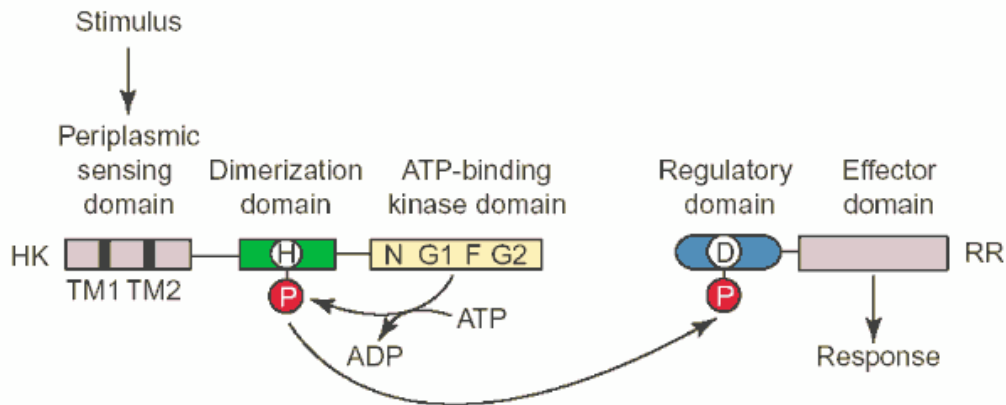 Stimulus
Periplasmic
sensing
domain
Dimerization
domain
ATP-binding
kinase domain
Regulatory
domain
Effector
domain
HK
H
N G1 F G2
D
RR
TM1 TM2
P
P
ATP
ADP
Response